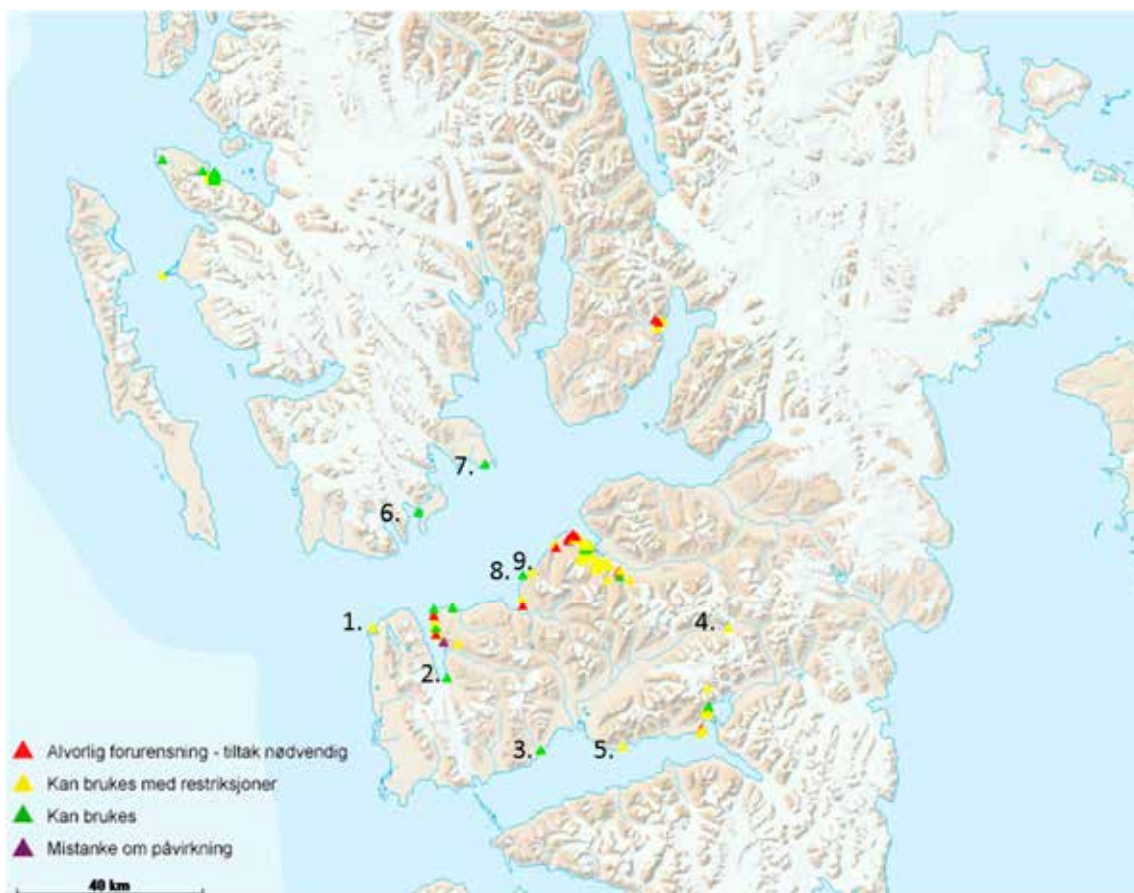 7.
6.
9.
8.
1.
4.
2.
3.
5.
Alvorlig forurensning - tiltak nødvendig
Kan brukes med restriksjoner
Kan brukes
Mistanke om påvirkning
40 km